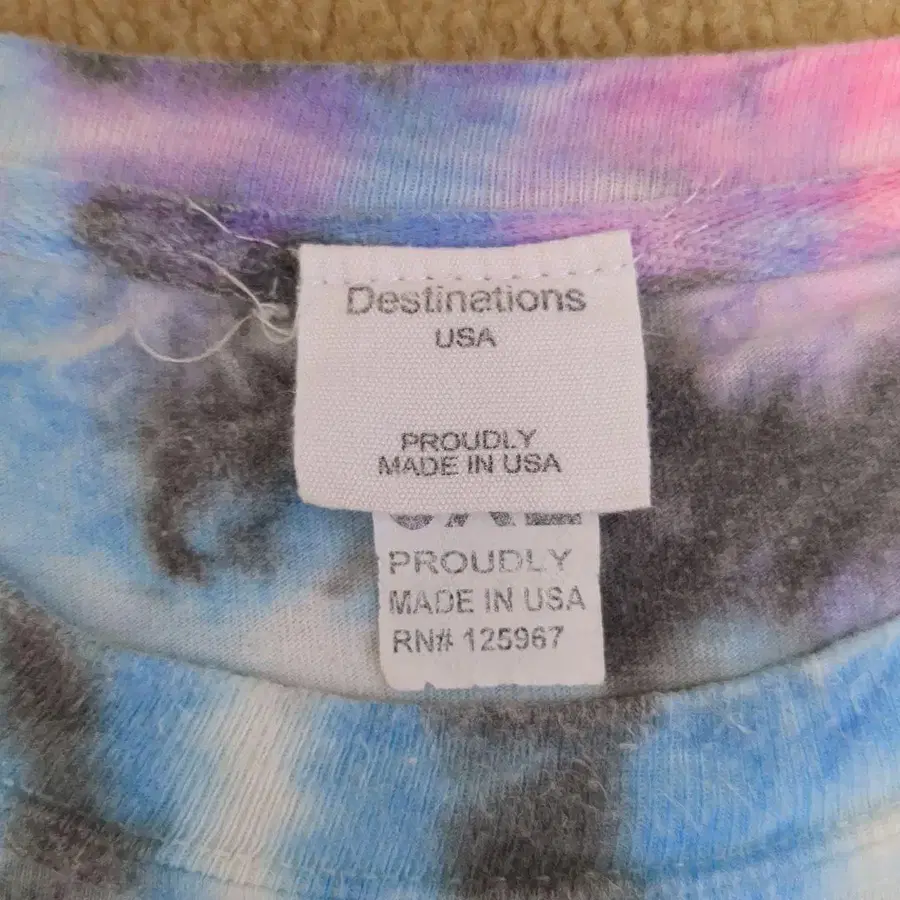 Destinations
USA
PROUDLY
MADE IN USA
PROUDLY
MADE IN USA
RN# 125967